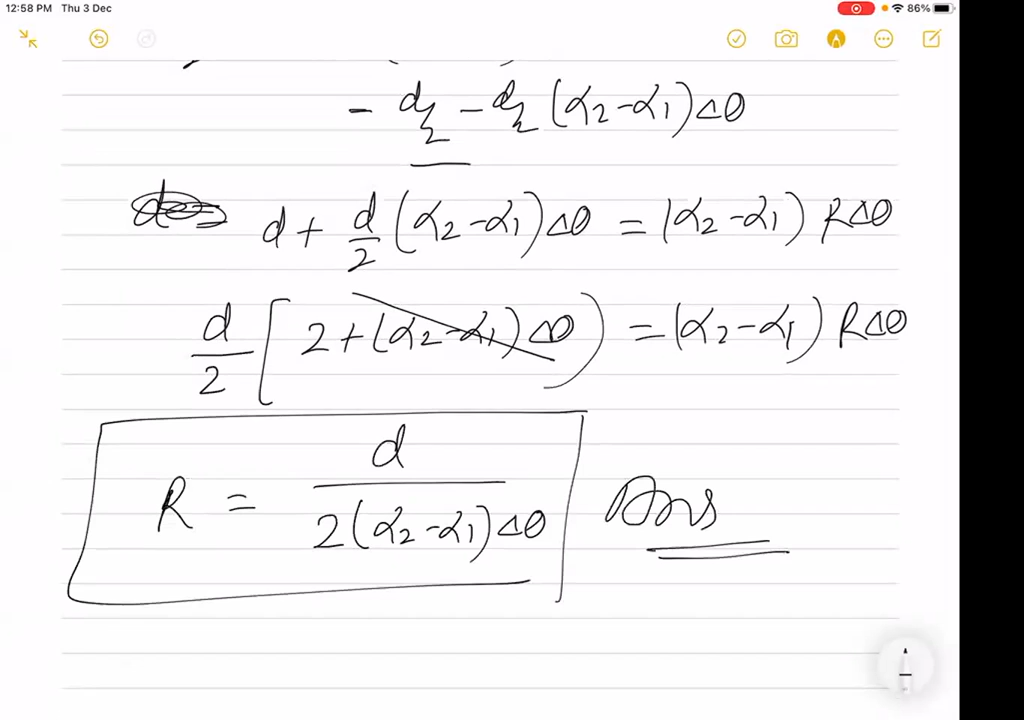 12:58 PM Thu 3 Dec 86%
- d/2 - d/2 (α2-α1)Δθ
d + d/2 (α2-α1)Δθ = (α2-α1) RΔθ
d/2 [2+(α2-α1)Δθ) = (α2-α1) RΔθ
R = d / 2(α2-α1)Δθ Ans